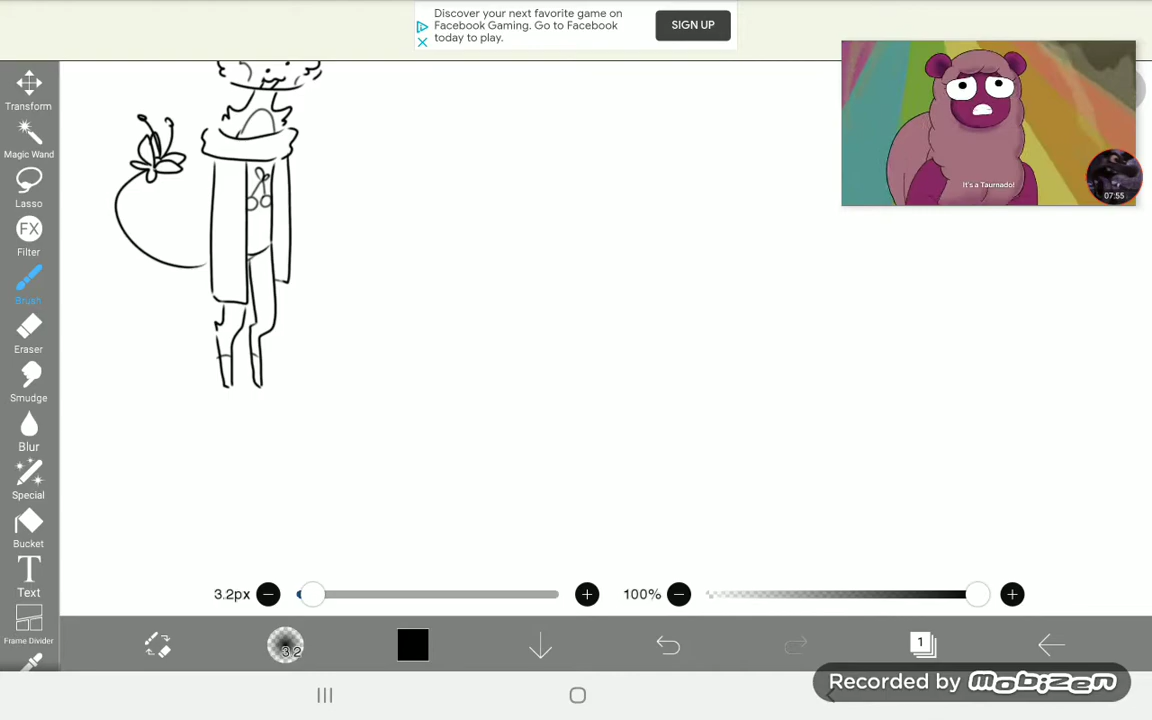 Discover your next favorite game on
Facebook Gaming. Go to Facebook
today to play.
SIGN UP
Transform
Magic Wand
Lasso
FX
Filter
Brush
Eraser
Smudge
Blur
Special
Bucket
T
Text
Frame Divider
It's a Taurnado!
07:55
3.2px
100%
3.2
1
Recorded by mobizen